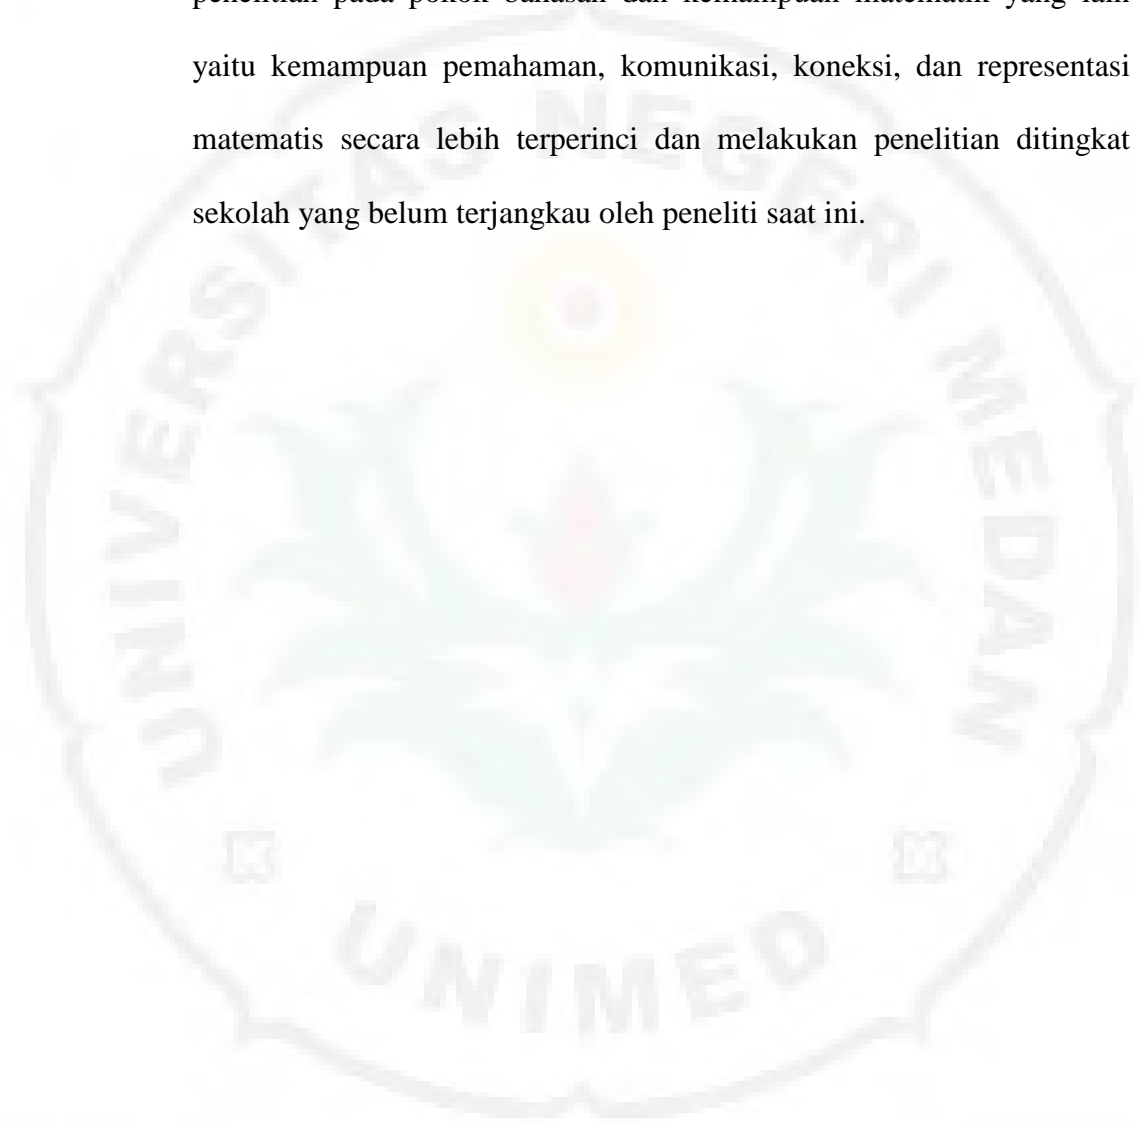 penelitian pada pokok bahasan dan kemampuan matematik yang lain
yaitu kemampuan pemahaman, komunikasi, koneksi, dan representasi
matematis secara lebih terperinci dan melakukan penelitian ditingkat
sekolah yang belum terjangkau oleh peneliti saat ini.
UNIVERSITAS NEGERI MEDAN
UNIMED